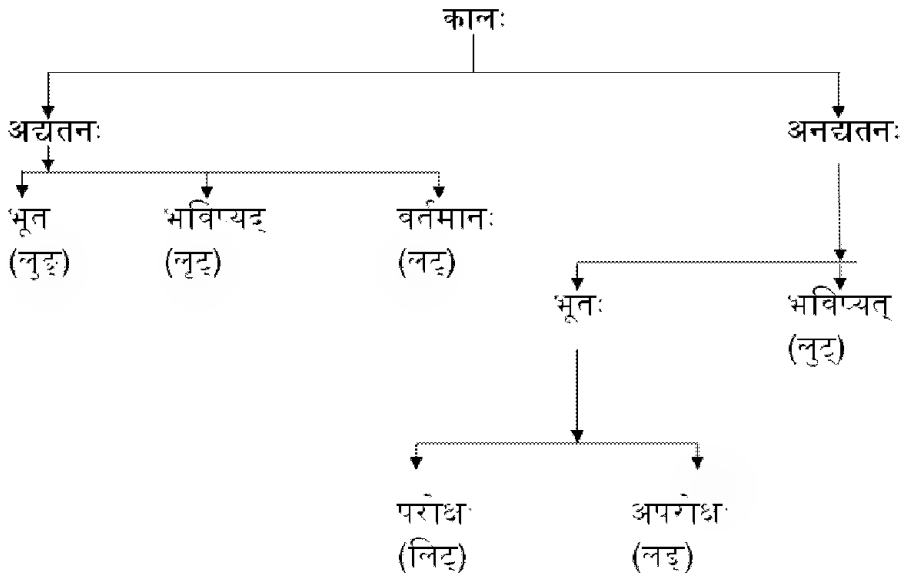 कालः
अद्यतनः अनद्यतनः
भूत भविष्यद् वर्तमानः
(लुङ्) (लृट्) (लट्)
भूतः भविष्यत्
(लुट्)
परोक्ष अपरोक्ष
(लिट्) (लङ्)